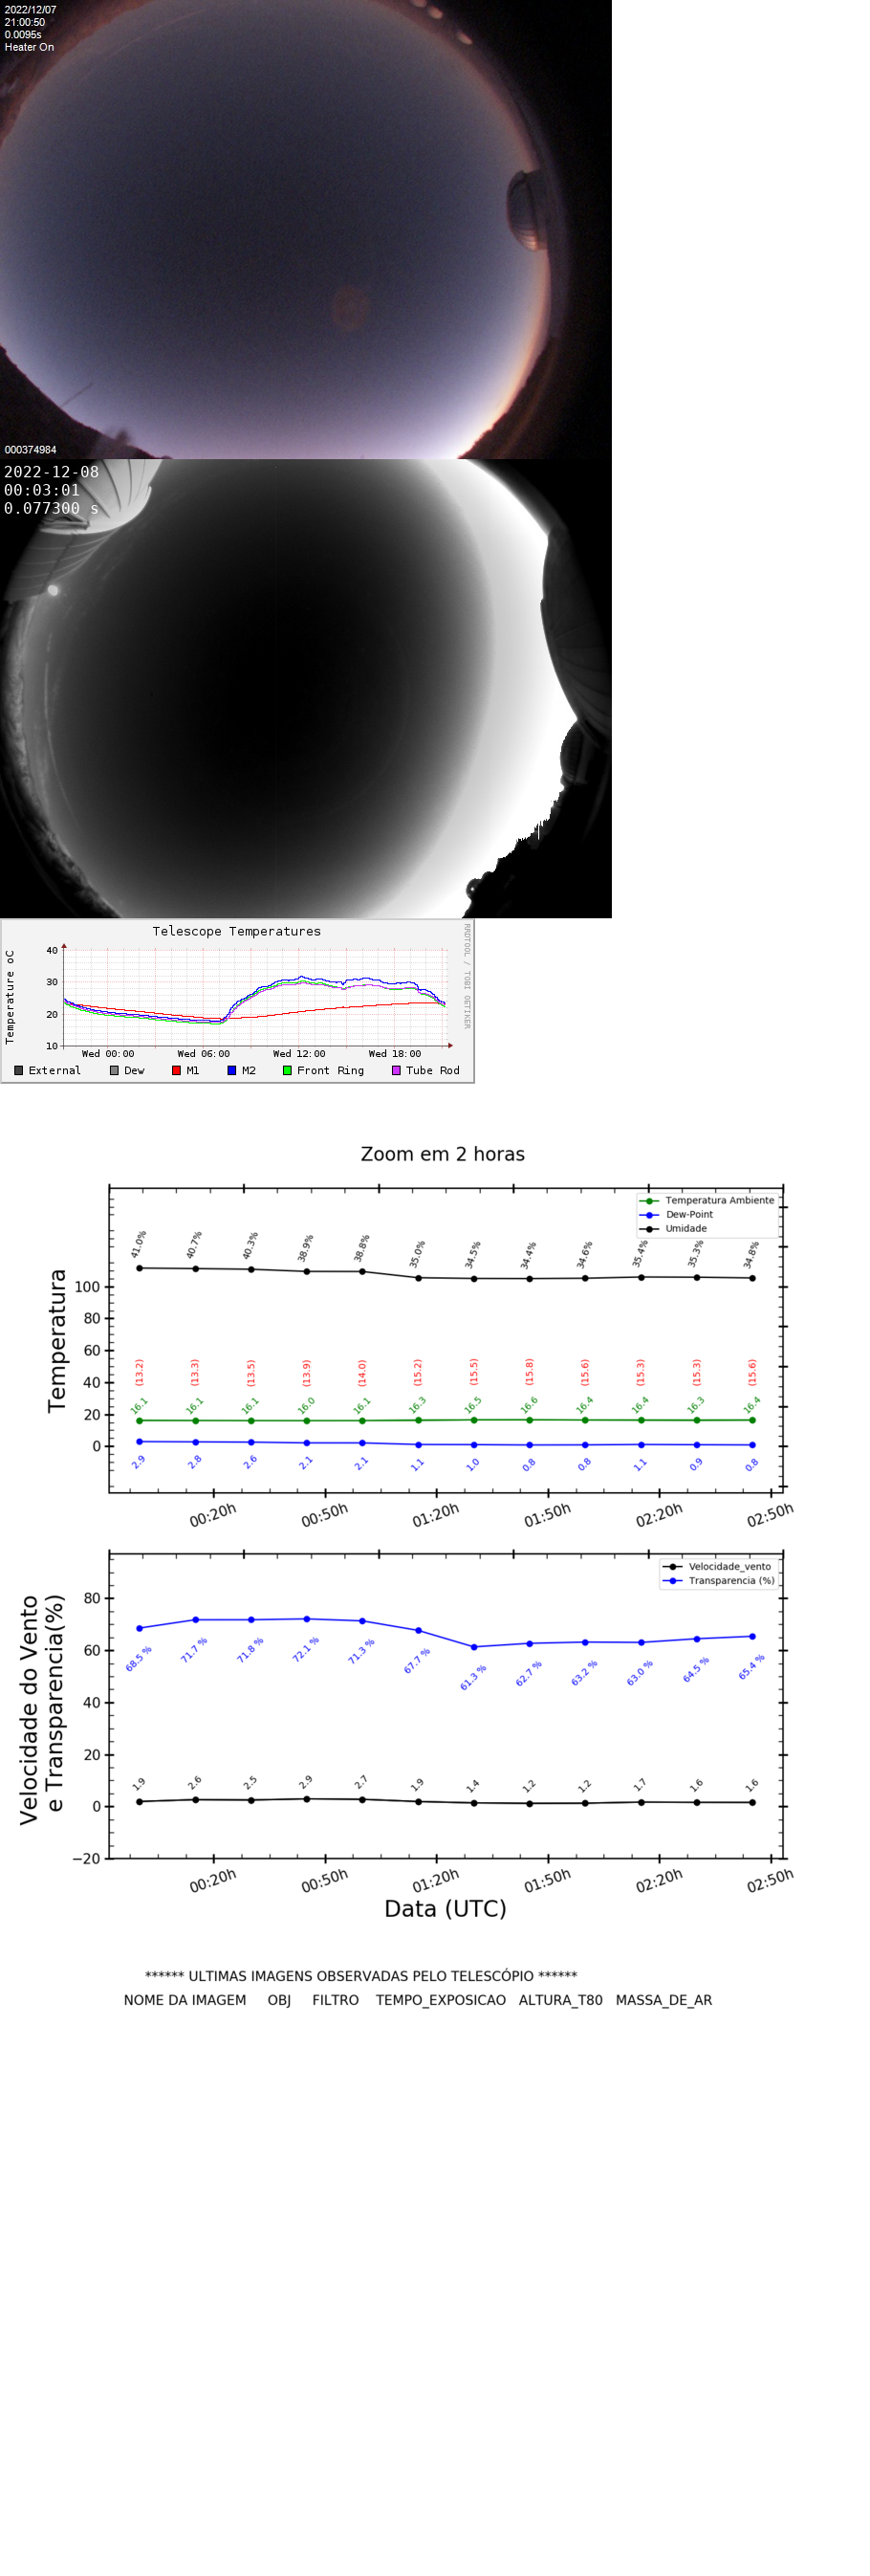 2022/12/07
21:00:50
0.0095s
Heater On
000374984
2022-12-08
00:03:01
0.077300 s
Telescope Temperatures
RRDTOOL / TOBI OETIKER
Temperature oC
40
30
20
10
Wed 00:00 Wed 06:00 Wed 12:00 Wed 18:00
External Dew M1 M2 Front Ring Tube Rod
Zoom em 2 horas
Temperatura Ambiente
Dew-Point
Umidade
41.0% 40.7% 40.3% 38.9% 38.8% 35.0% 34.5% 34.4% 34.6% 35.4% 35.3% 34.8%
Temperatura
100
80
60
40
20
0
(13.2) (13.3) (13.5) (13.9) (14.0) (15.2) (15.5) (15.8) (15.6) (15.3) (15.3) (15.6)
16.1 16.1 16.1 16.0 16.1 16.3 16.5 16.6 16.4 16.4 16.3 16.4
2.9 2.8 2.6 2.1 2.1 1.1 1.0 0.8 0.8 1.1 0.9 0.8
00:20h 00:50h 01:20h 01:50h 02:20h 02:50h
Velocidade_vento
Transparencia (%)
Velocidade do Vento
e Transparencia(%)
80
60
40
20
0
−20
68.5 % 71.7 % 71.8 % 72.1 % 71.3 % 67.7 % 61.3 % 62.7 % 63.2 % 63.0 % 64.5 % 65.4 %
1.9 2.6 2.5 2.9 2.7 1.9 1.4 1.2 1.2 1.7 1.6 1.6
00:20h 00:50h 01:20h 01:50h 02:20h 02:50h
Data (UTC)
****** ULTIMAS IMAGENS OBSERVADAS PELO TELESCÓPIO ******
NOME DA IMAGEM OBJ FILTRO TEMPO_EXPOSICAO ALTURA_T80 MASSA_DE_AR